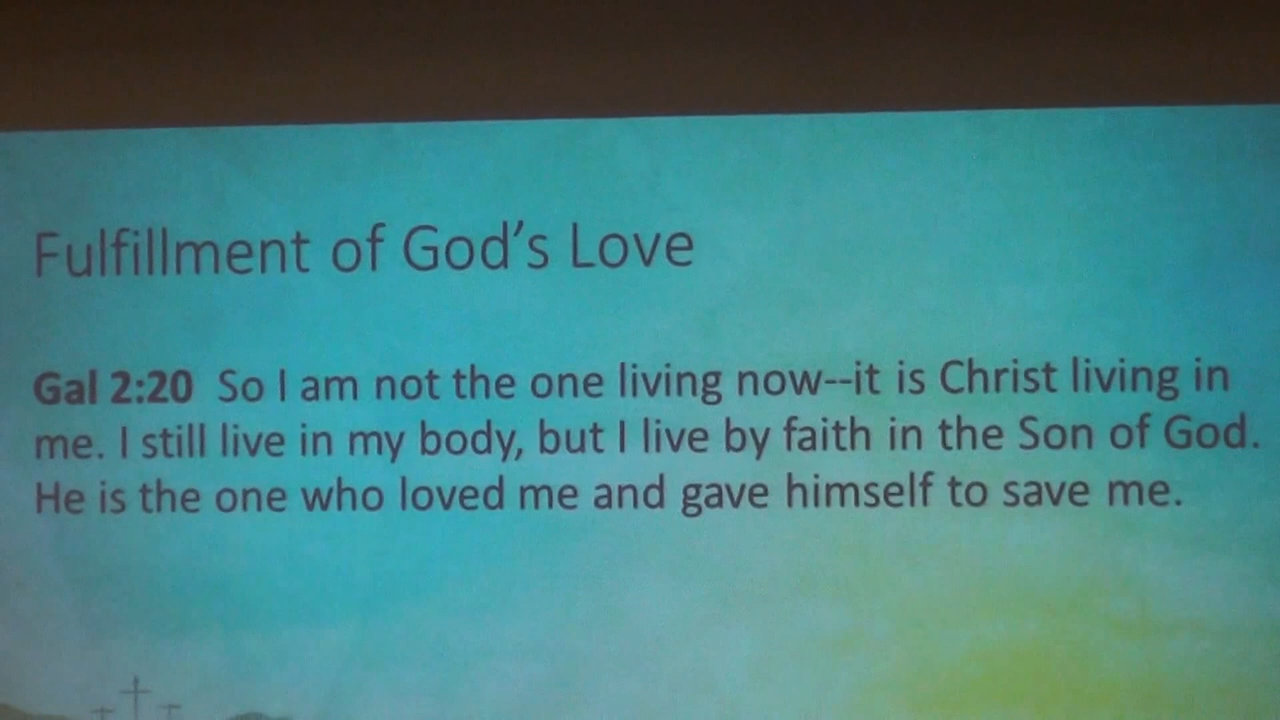 Fulfillment of God’s Love
Gal 2:20 So I am not the one living now--it is Christ living in
me. I still live in my body, but I live by faith in the Son of God.
He is the one who loved me and gave himself to save me.